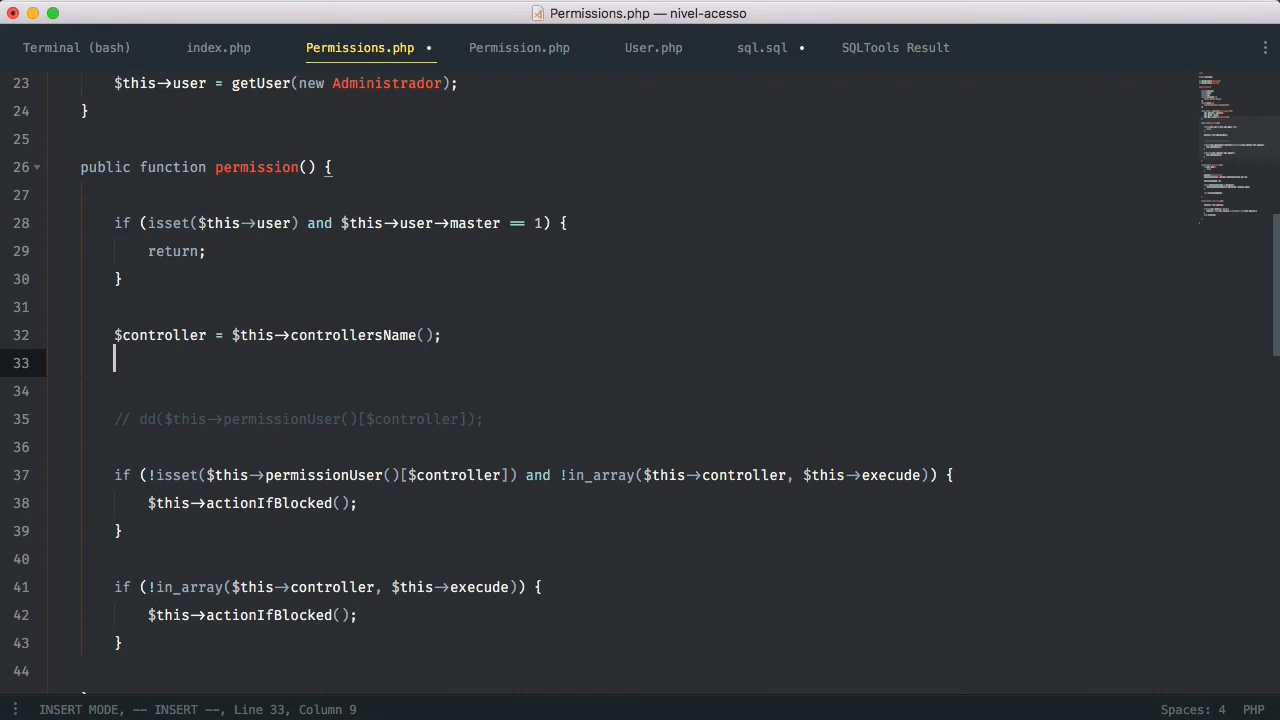 Permissions.php — nivel-acesso
Terminal (bash) index.php Permissions.php • Permission.php User.php sql.sql • SQLTools Result
23 $this->user = getUser(new Administrador);
24 }
25
26 public function permission() {
27
28 if (isset($this->user) and $this->user->master == 1) {
29 return;
30 }
31
32 $controller = $this->controllersName();
33
34
35 // dd($this->permissionUser()[$controller]);
36
37 if (!isset($this->permissionUser()[$controller]) and !in_array($this->controller, $this->execute)) {
38 $this->actionIfBlocked();
39 }
40
41 if (!in_array($this->controller, $this->execute)) {
42 $this->actionIfBlocked();
43 }
44
INSERT MODE, -- INSERT --, Line 33, Column 9 Spaces: 4 PHP